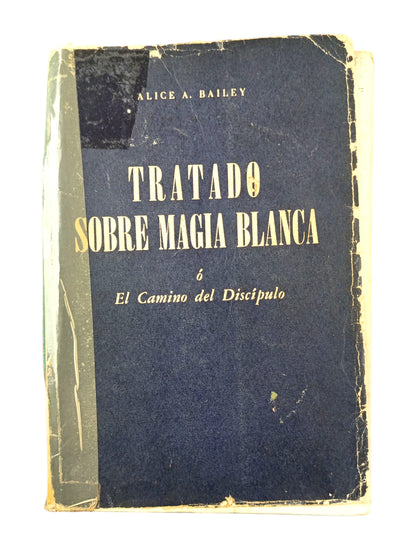 ALICE A. BAILEY
TRATADO
SOBRE MAGIA BLANCA
ó
El Camino del Discípulo